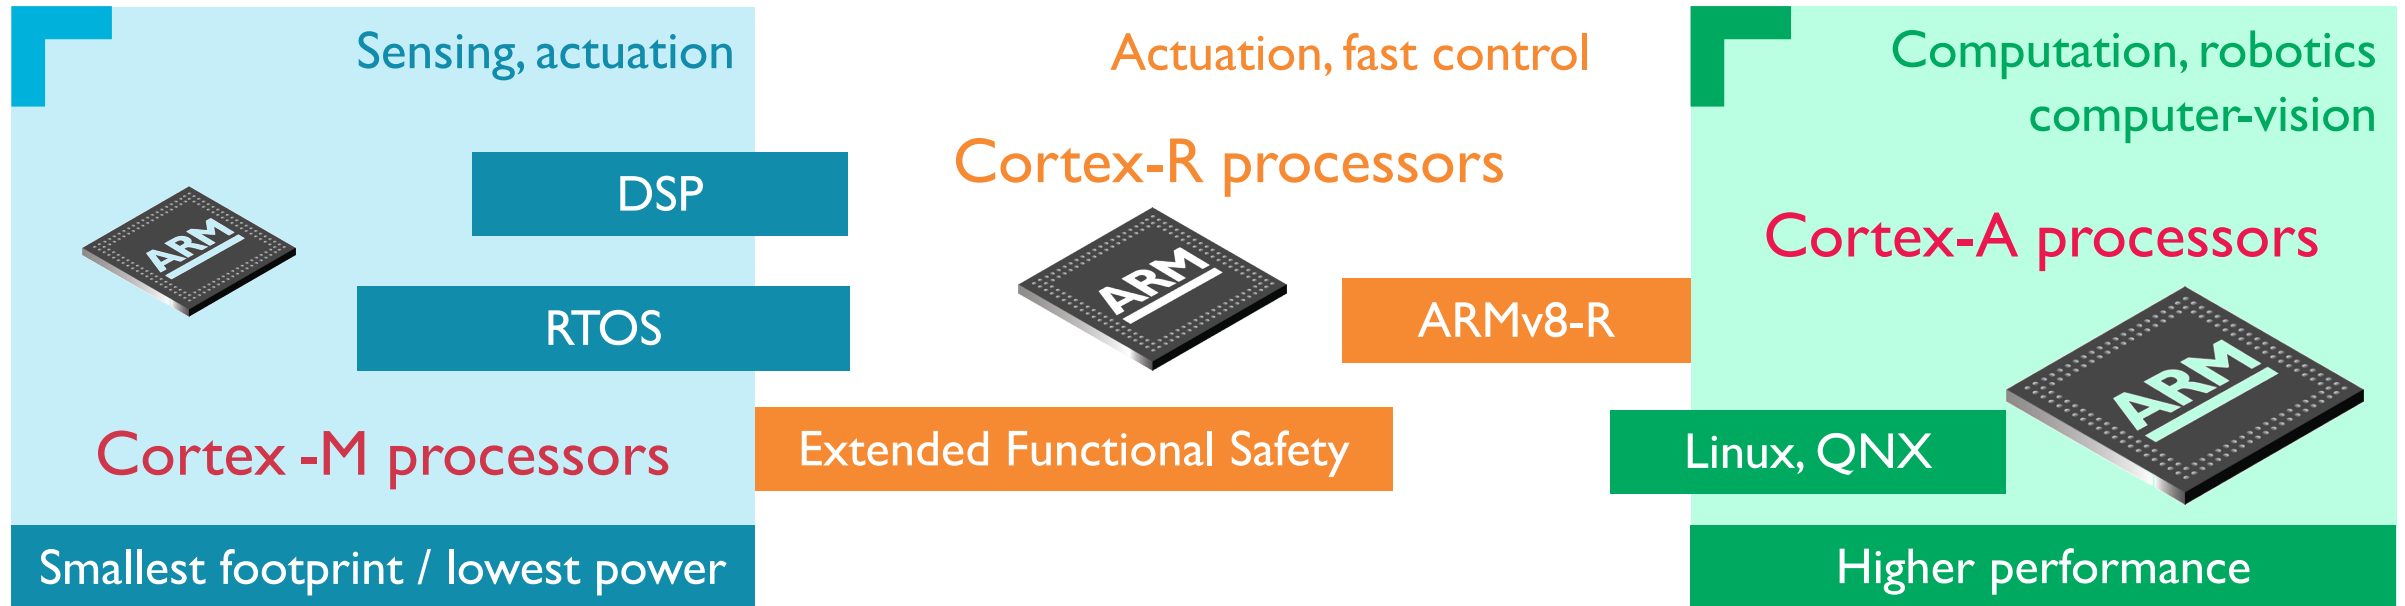 Sensing, actuation
DSP
ARM
RTOS
Cortex -M processors
Smallest footprint / lowest power
Actuation, fast control
Cortex-R processors
ARM
ARMv8-R
Extended Functional Safety
Computation, robotics
computer-vision
Cortex-A processors
ARM
Linux, QNX
Higher performance